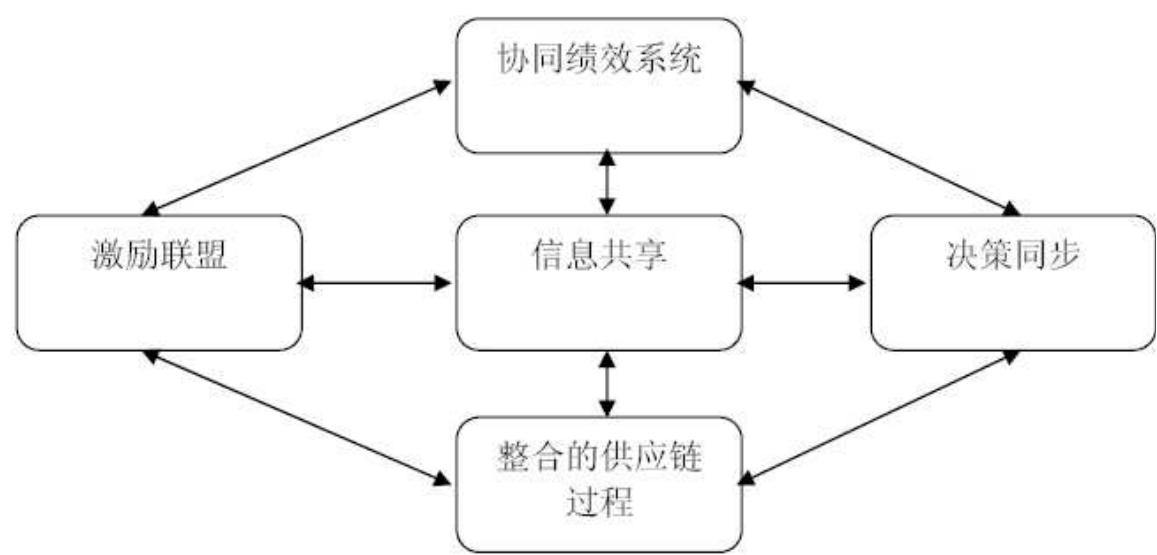 协同绩效系统
激励联盟
信息共享
决策同步
整合的供应链
过程